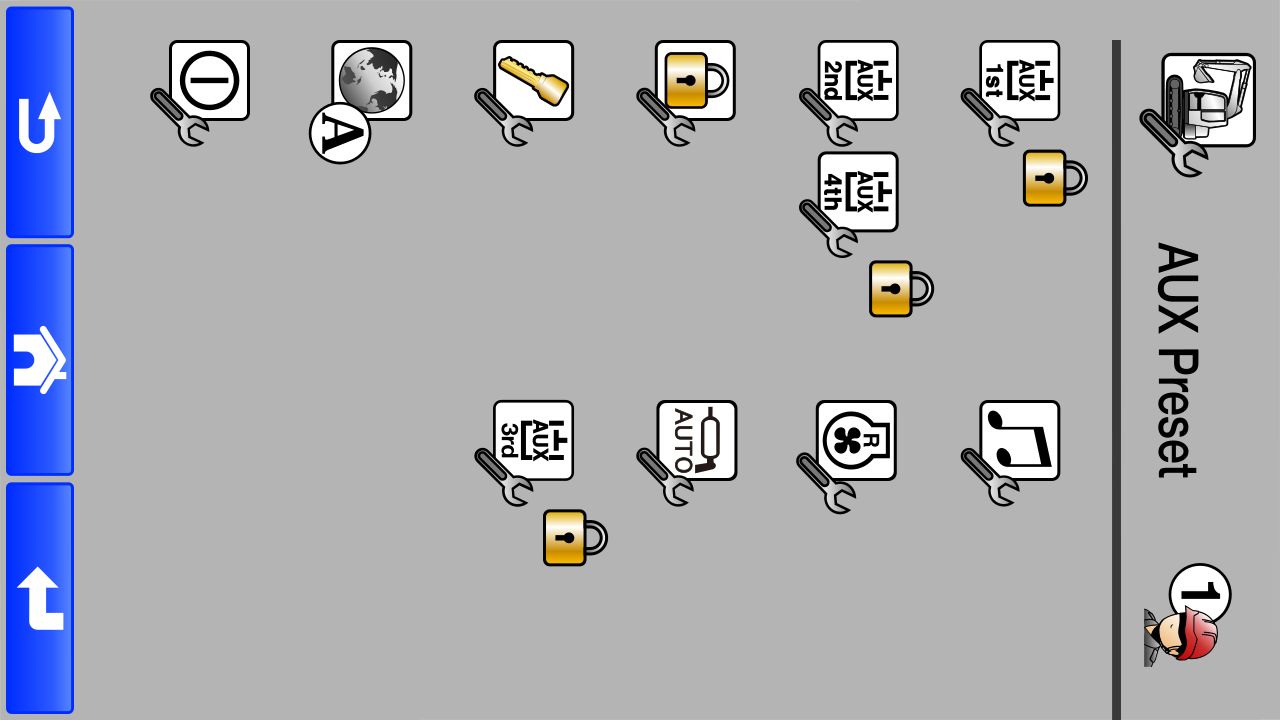 AUX Preset
1
AUX
1st
AUX
2nd
AUX
4th
R
AUTO
AUX
3rd
A